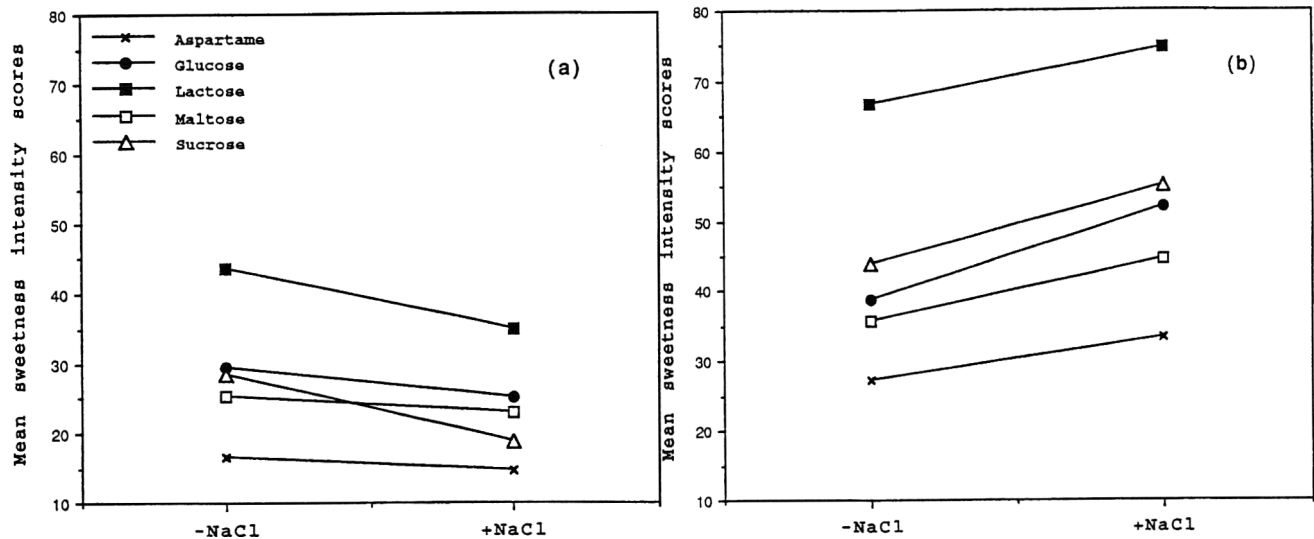 Mean sweetness intensity scores
80
70
60
50
40
30
20
10
Aspartame
Glucose
Lactose
Maltose
Sucrose
(a)
-NaCl
+NaCl
Mean sweetness intensity scores
80
70
60
50
40
30
20
10
(b)
-NaCl
+NaCl